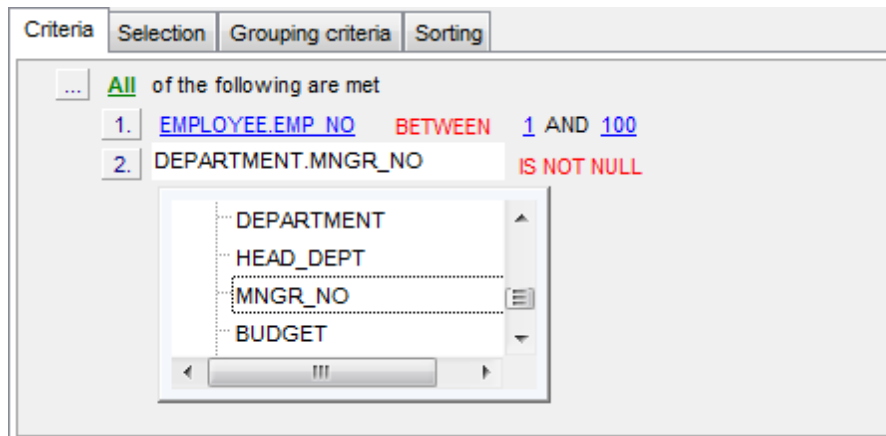 Criteria Selection Grouping criteria Sorting
... All of the following are met
1. EMPLOYEE.EMP_NO BETWEEN 1 AND 100
2. DEPARTMENT.MNGR_NO IS NOT NULL
DEPARTMENT
HEAD_DEPT
MNGR_NO
BUDGET